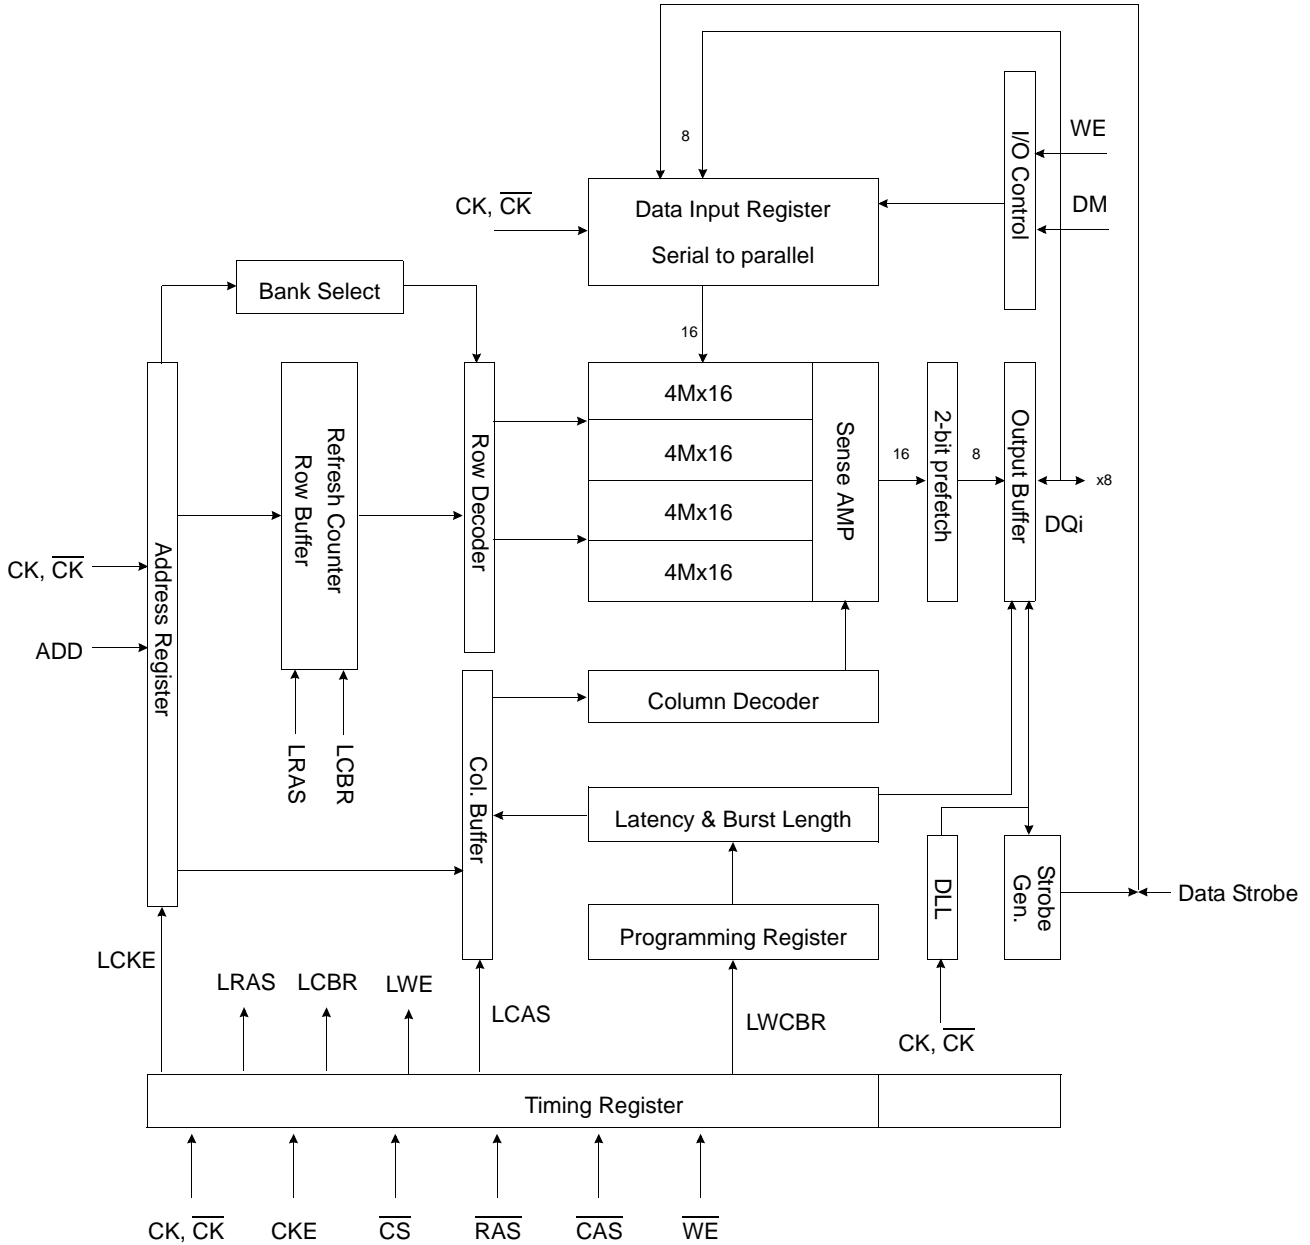 8
WE
I/O Control
CK, CK
Data Input Register
DM
Serial to parallel
Bank Select
16
4Mx16
4Mx16
4Mx16
4Mx16
Sense AMP
16
2-bit prefetch
8
Output Buffer
x8
DQi
Row Decoder
Refresh Counter
Row Buffer
Address Register
CK, CK
ADD
LRAS
LCBR
Col. Buffer
Column Decoder
Latency & Burst Length
DLL
Strobe
Gen.
Data Strobe
Programming Register
LCKE
LRAS
LCBR
LWE
LCAS
LWCBR
CK, CK
Timing Register
CK, CK
CKE
CS
RAS
CAS
WE